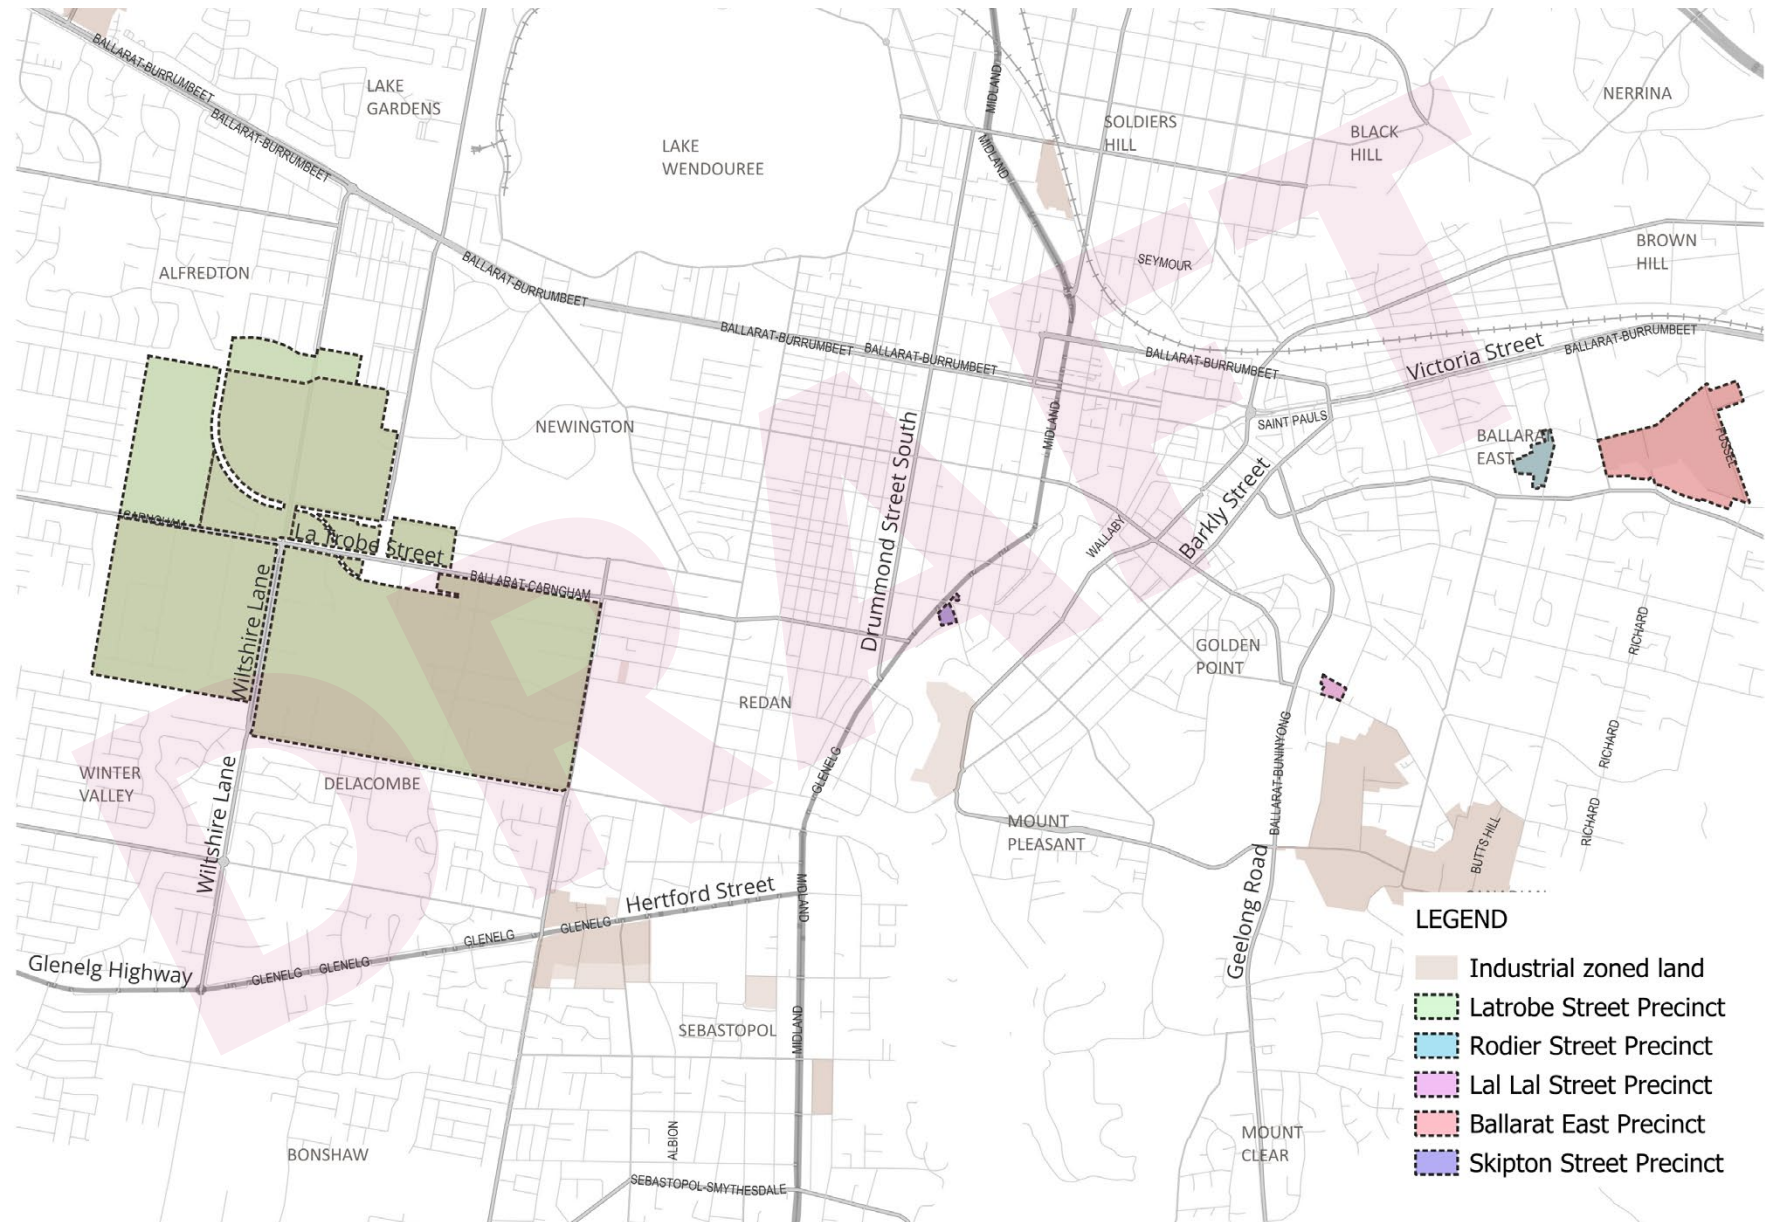 BALLARAT-BURRUMBEET
BALLARAT-BURRUMBEET
LAKE
GARDENS
LAKE
WENDOUREE
MIDLAND
MIDLAND
SOLDIERS
HILL
BLACK
HILL
NERRINA
BROWN
HILL
ALFREDTON
BALLARAT-BURRUMBEET
SEYMOUR
BALLARAT-BURRUMBEET
BALLARAT-BURRUMBEET
BALLARAT-BURRUMBEET
Victoria Street
BALLARAT-BURRUMBEET
NEWINGTON
MIDLAND
SAINT PAULS
BALLARAT
EAST
FUSSEL
Drummond Street South
Barkly Street
WALLABY
CARNGHAM
La Trobe Street
BALLARAT-CARNGHAM
Wiltshire Lane
DRAFT
GOLDEN
POINT
RICHARD
REDAN
WINTER
VALLEY
DELACOMBE
GLENELG
BALLARAT-BUNINYONG
RICHARD
RICHARD
Wiltshire Lane
MOUNT
PLEASANT
BUTTS HILL
Hertford Street
MIDLAND
GLENELG
GLENELG
Geelong Road
Glenelg Highway
GLENELG
GLENELG
SEBASTOPOL
MIDLAND
BONSHAW
ALBION
SEBASTOPOL-SMYTHESDALE
MOUNT
CLEAR
LEGEND
Industrial zoned land
Latrobe Street Precinct
Rodier Street Precinct
Lal Lal Street Precinct
Ballarat East Precinct
Skipton Street Precinct